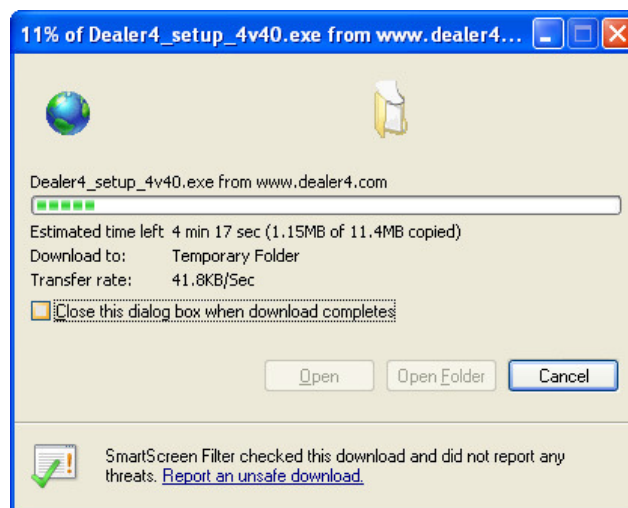 11% of Dealer4_setup_4v40.exe from www.dealer4...
Dealer4_setup_4v40.exe from www.dealer4.com
Estimated time left 4 min 17 sec (1.15MB of 11.4MB copied)
Download to: Temporary Folder
Transfer rate: 41.8KB/Sec
Close this dialog box when download completes
Open Open Folder Cancel
SmartScreen Filter checked this download and did not report any
threats. Report an unsafe download.